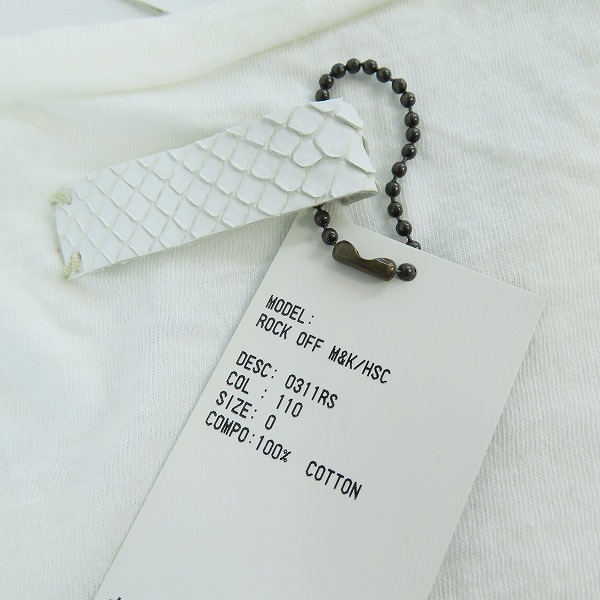 MODEL:
ROCK OFF M&K/HSC
DESC: 0311RS
COL : 110
SIZE: 0
COMPO:100% COTTON